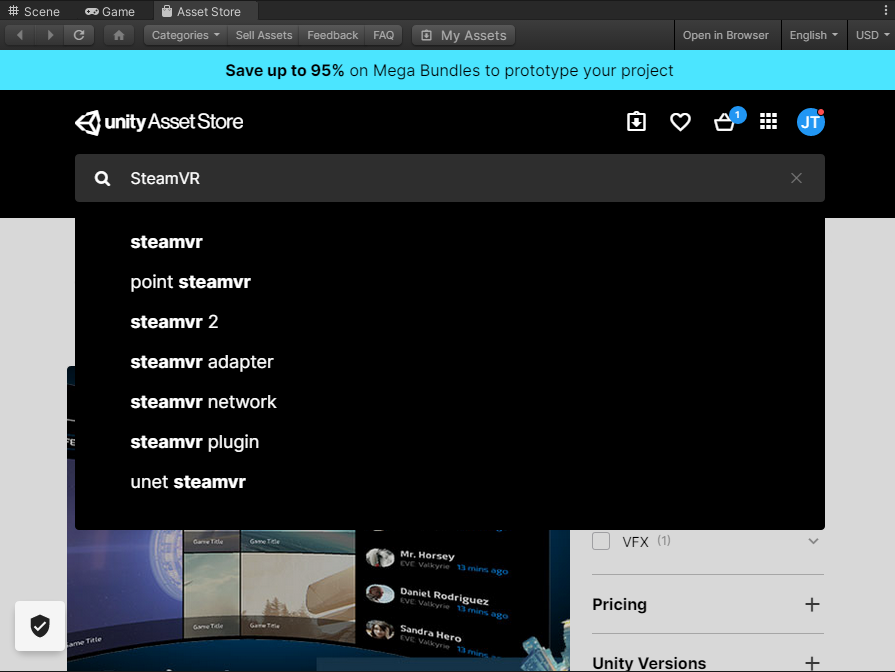 Scene Game Asset Store
Categories Sell Assets Feedback FAQ My Assets Open in Browser English USD
Save up to 95% on Mega Bundles to prototype your project
unity Asset Store 1 JT
SteamVR
steamvr
point steamvr
steamvr 2
steamvr adapter
steamvr network
steamvr plugin
unet steamvr
Game Title Game Title
Mr. Horsey
EVE: Valkyrie 13 mins ago
Daniel Rodriguez
EVE: Valkyrie 13 mins ago
Sandra Hero
EVE: Valkyrie 13 mins ago
Game Title Game Title
ame Title
VFX (1)
Pricing
Unity Versions